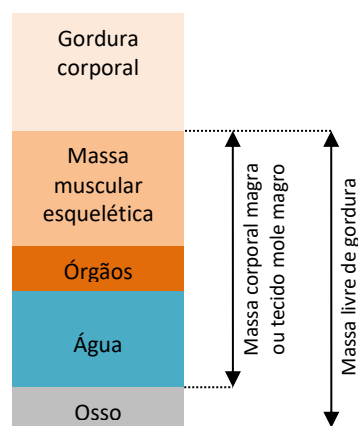 Gordura
corporal
Massa
muscular
esquelética
Órgãos
Água
Osso
Massa corporal magra
ou tecido mole magro
Massa livre de gordura